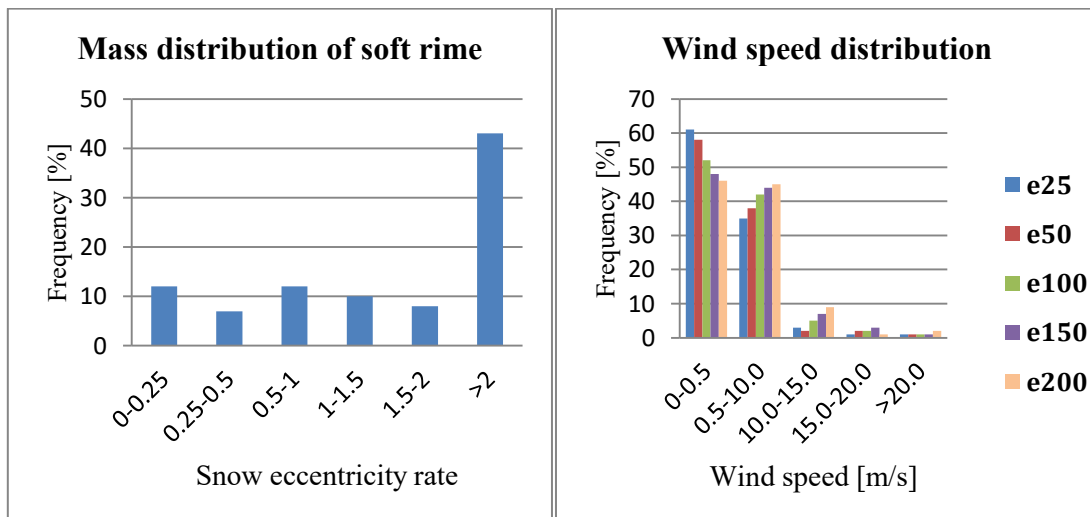 Mass distribution of soft rime
Frequency [%]
50
40
30
20
10
0
0-0.25
0.25-0.5
0.5-1
1-1.5
1.5-2
>2
Snow eccentricity rate
Wind speed distribution
Frequency [%]
70
60
50
40
30
20
10
0
0-0.5
0.5-10.0
10.0-15.0
15.0-20.0
>20.0
Wind speed [m/s]
e25
e50
e100
e150
e200